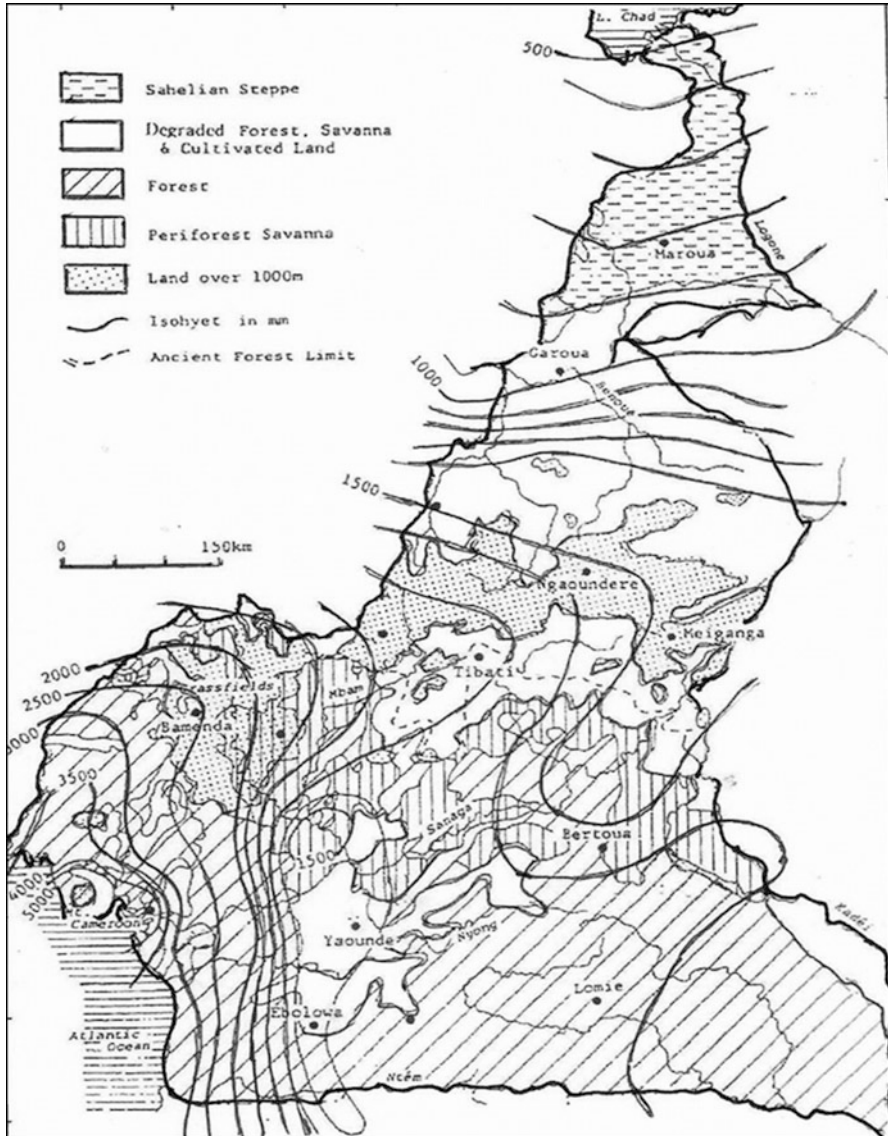 L. Chad
500
Sahelian Steppe
Degraded Forest, Savanna
& Cultivated Land
Forest
Periforest Savanna
Land over 1000m
Isohyet in mm
Ancient Forest Limit
Logone
Maroua
Garoua
1000
Benoue
1500
0 150km
Ngaoundere
Meiganga
2000
2500
Mbam
Tibati
Bamenda
3500
Sanaga
1500
Bertoua
4000
5000
Mt.
Cameroon
Kadéi
Yaounde
Nyong
Lomie
Ebolowa
Atlantic
Ocean
Ntem